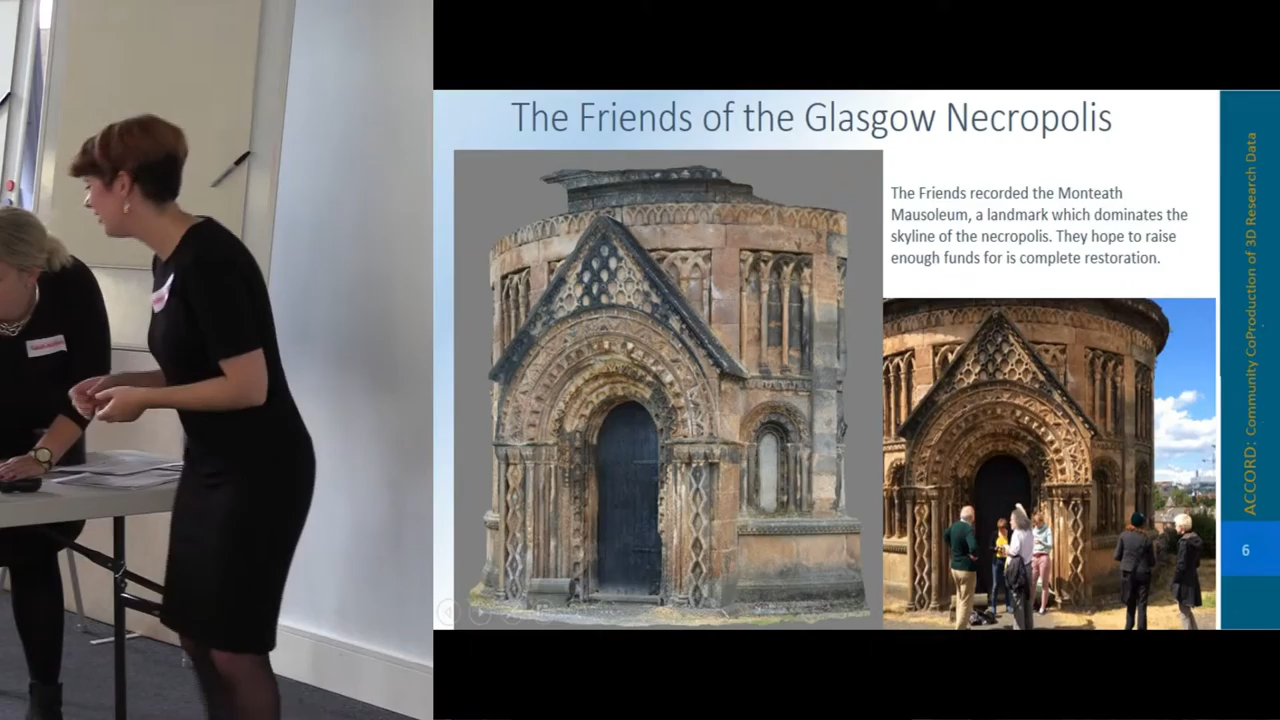 The Friends of the Glasgow Necropolis
The Friends recorded the Monteath
Mausoleum, a landmark which dominates the
skyline of the necropolis. They hope to raise
enough funds for is complete restoration.
ACCORD: Community CoProduction of 3D Research Data
6